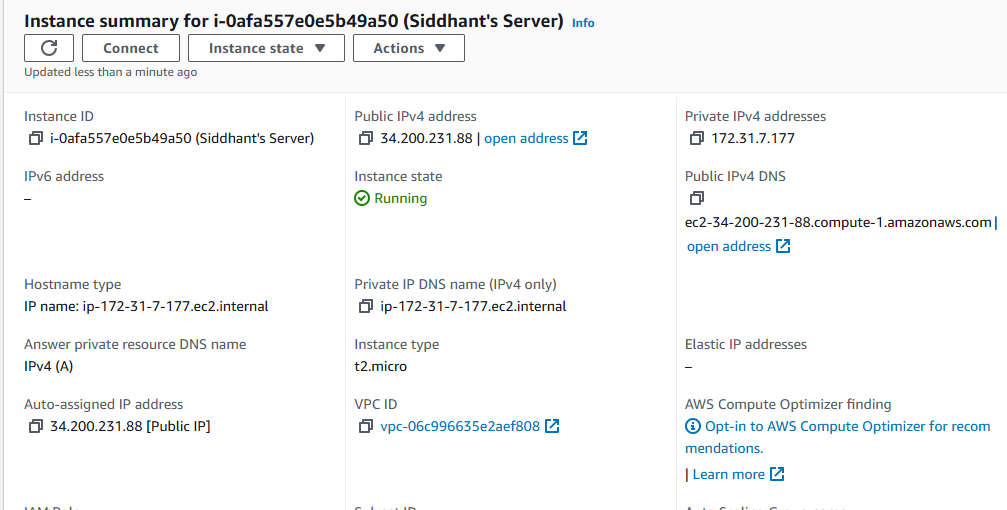 Instance summary for i-0afa557e0e5b49a50 (Siddhant's Server) Info
Connect
Instance state
Actions
Updated less than a minute ago
Instance ID
i-0afa557e0e5b49a50 (Siddhant's Server)
Public IPv4 address
34.200.231.88 | open address
Private IPv4 addresses
172.31.7.177
IPv6 address
–
Instance state
Running
Public IPv4 DNS
ec2-34-200-231-88.compute-1.amazonaws.com |
open address
Hostname type
IP name: ip-172-31-7-177.ec2.internal
Private IP DNS name (IPv4 only)
ip-172-31-7-177.ec2.internal
Answer private resource DNS name
IPv4 (A)
Instance type
t2.micro
Elastic IP addresses
–
Auto-assigned IP address
34.200.231.88 [Public IP]
VPC ID
vpc-06c996635e2aef808
AWS Compute Optimizer finding
Opt-in to AWS Compute Optimizer for recom
mendations.
| Learn more